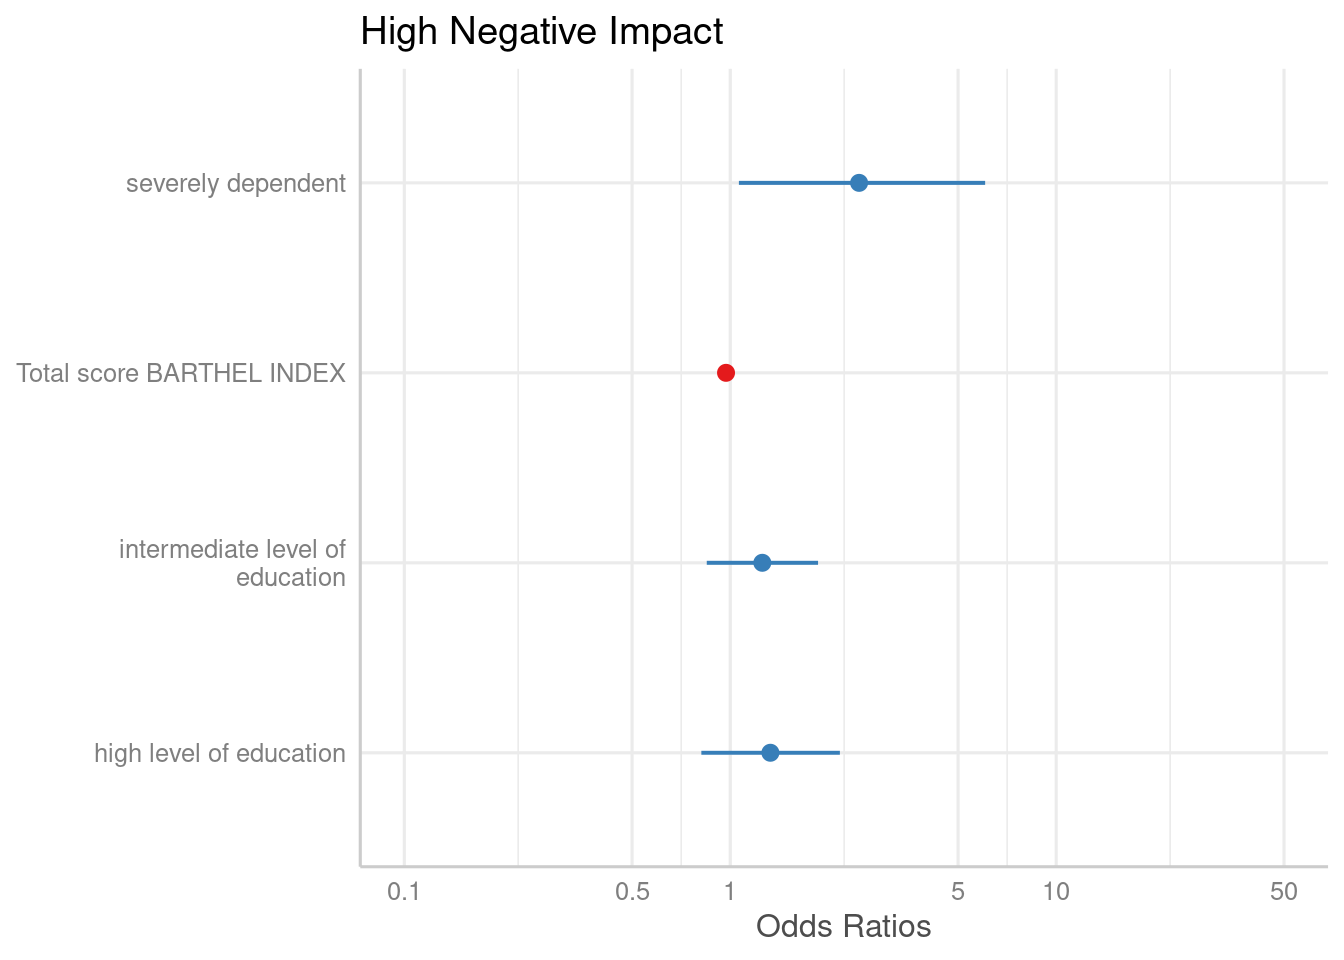 High Negative Impact
severely dependent
Total score BARTHEL INDEX
intermediate level of
education
high level of education
0.1 0.5 1 5 10 50
Odds Ratios